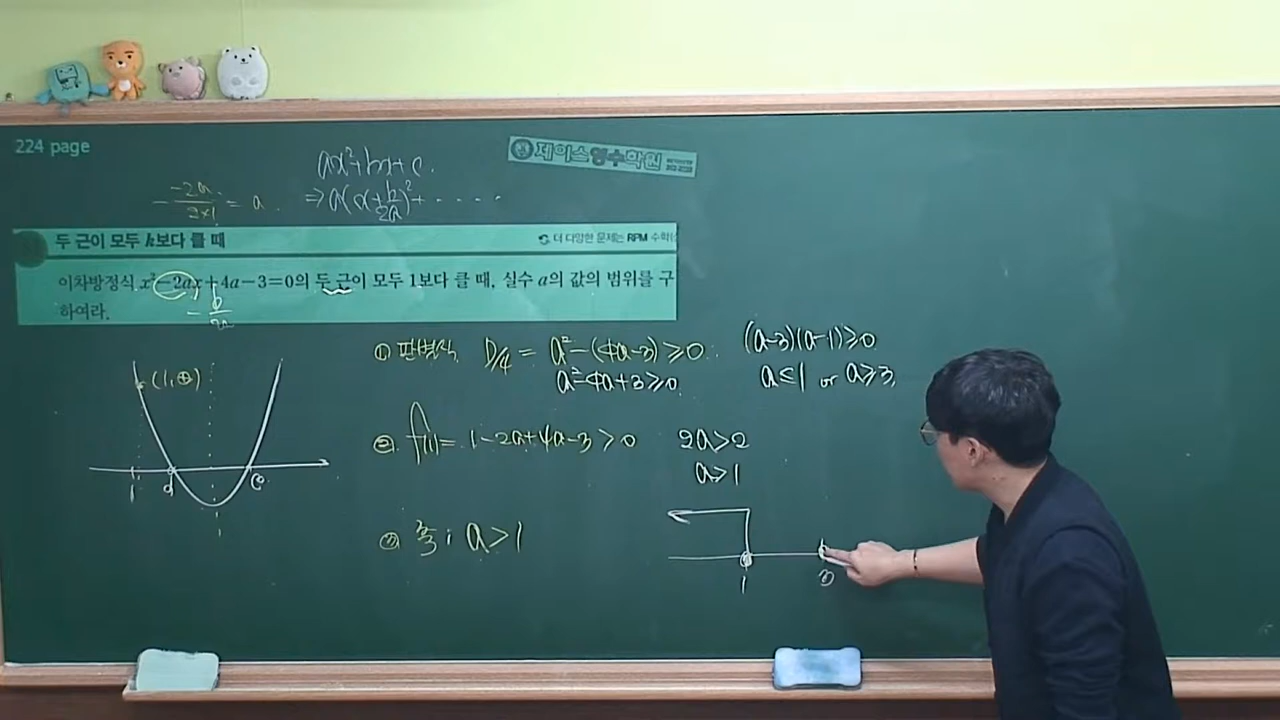 224 page
제이스영수학원
ax²+bx+c.
⇒a(x+b/2a)²+ . . . . .
- -2a/2×1 = a
두 근이 모두 k보다 클 때
더 다양한 문제는 RPM 수학(
이차방정식 x²-2ax+4a-3=0의 두 근이 모두 1보다 클 때, 실수 a의 값의 범위를 구
하여라.
- b/2a
① 판별식 D/4 = a²-(4a-3)≥0.
a²-4a+3≥0.
(a-3)(a-1)≥0
a≤1 or a≥3.
(1,⊕)
1 α β
② f(1)= 1-2a+4a-3>0
2a>2
a>1
③ 축: a>1
1 3